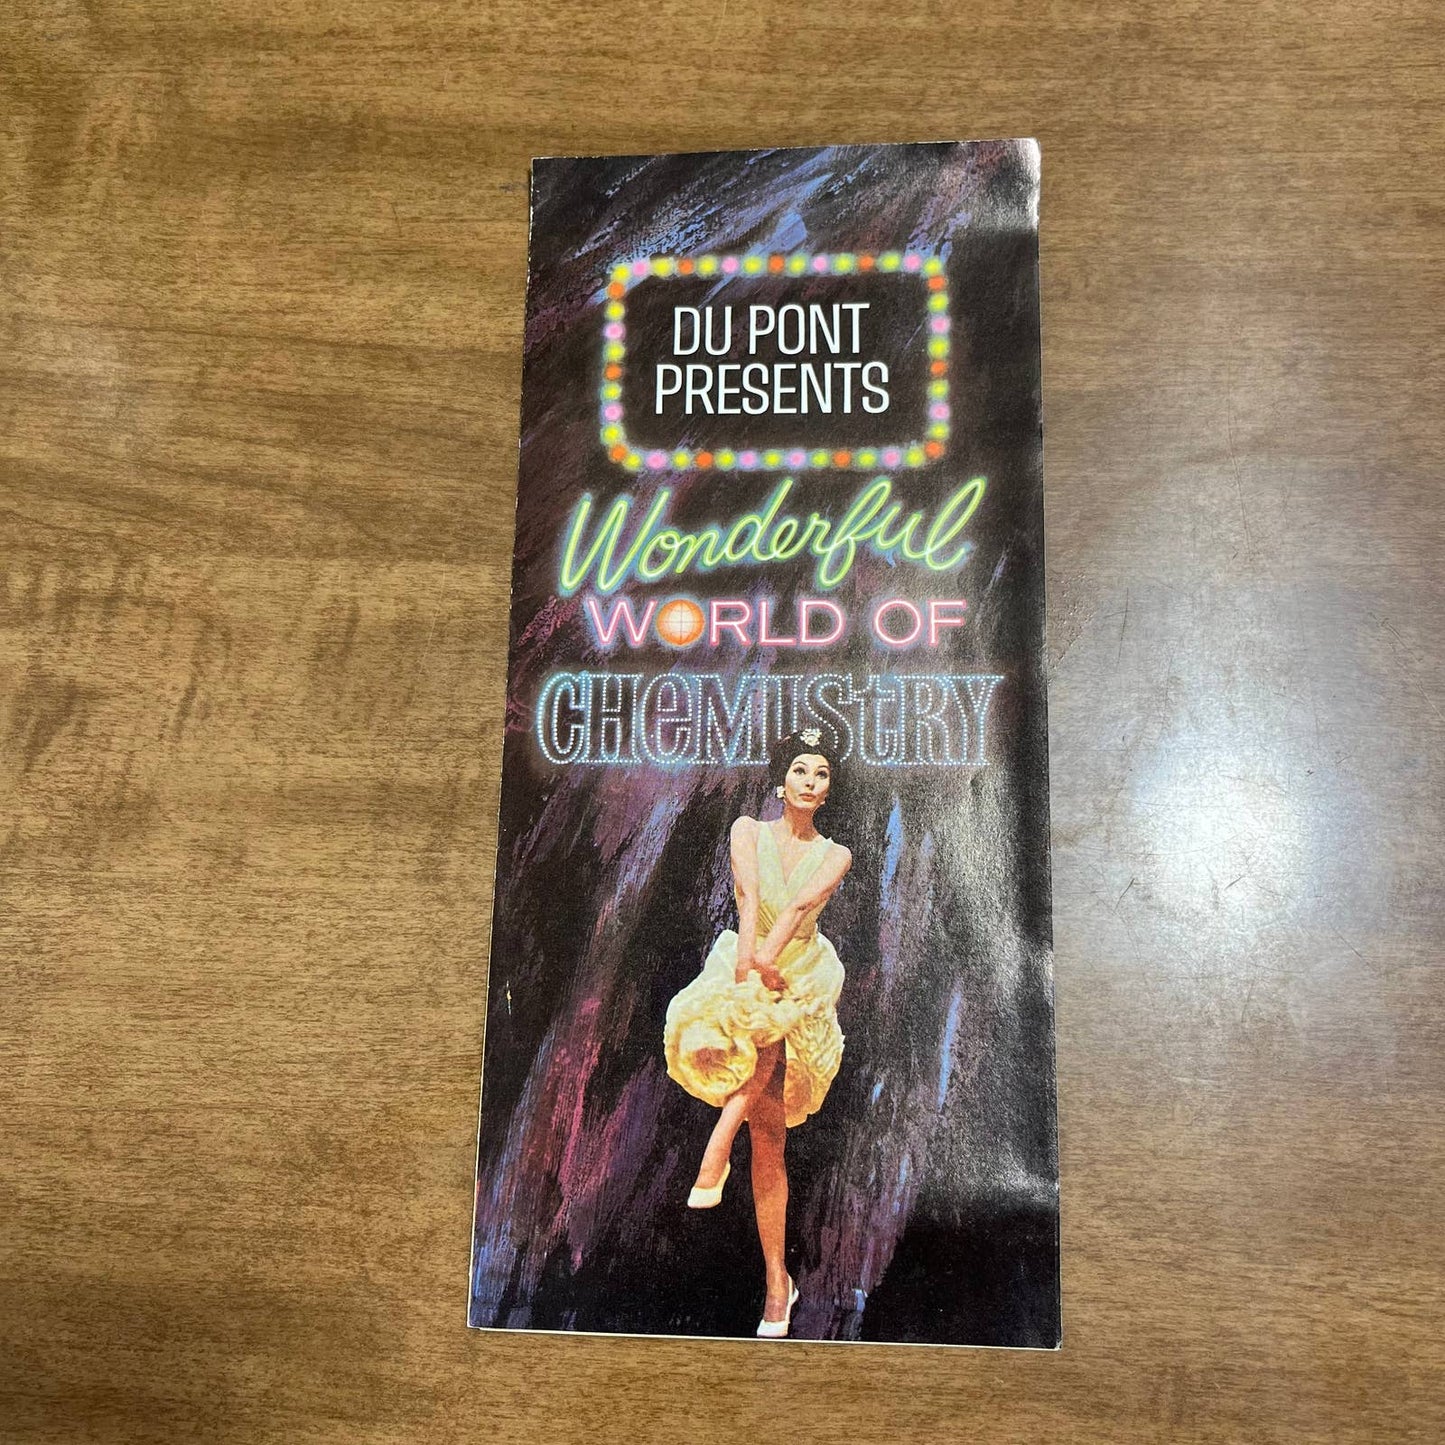 DU PONT
PRESENTS
Wonderful
WORLD OF
CHeMIStRY